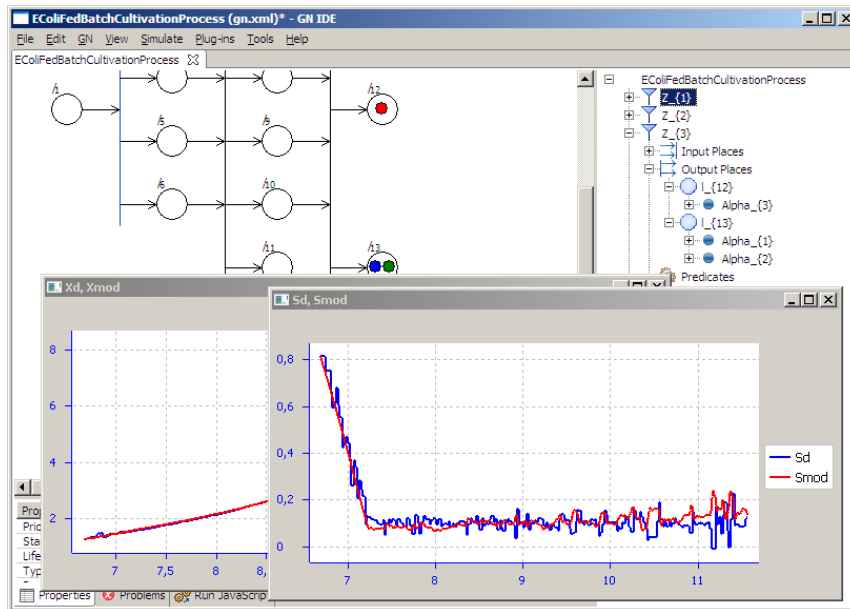 EColiFedBatchCultivationProcess (gn.xml)* - GN IDE
File Edit GN View Simulate Plug-ins Tools Help
EColiFedBatchCultivationProcess
l1
l5
l6
l9
l10
l11
l12
l13
EColiFedBatchCultivationProcess
Z_{1}
Z_{2}
Z_{3}
Input Places
Output Places
l_{12}
Alpha_{3}
l_{13}
Alpha_{1}
Alpha_{2}
Predicates
Xd, Xmod
8
6
4
2
7 7,5 8 8,
Sd, Smod
0,8
0,6
0,4
0,2
0
7 8 9 10 11
Sd
Smod
Prop
Prio
Sta
Life
Typ
Properties Problems Run JavaScript